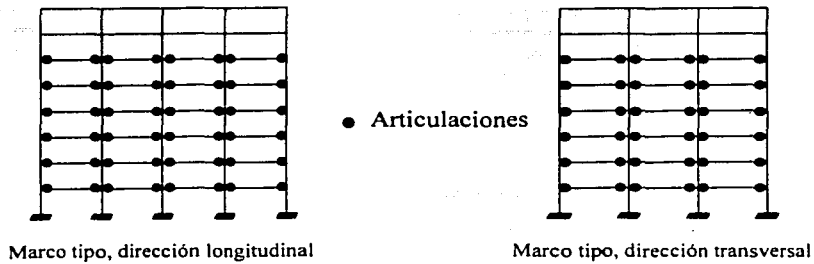 Articulaciones
Marco tipo, dirección longitudinal
Marco tipo, dirección transversal